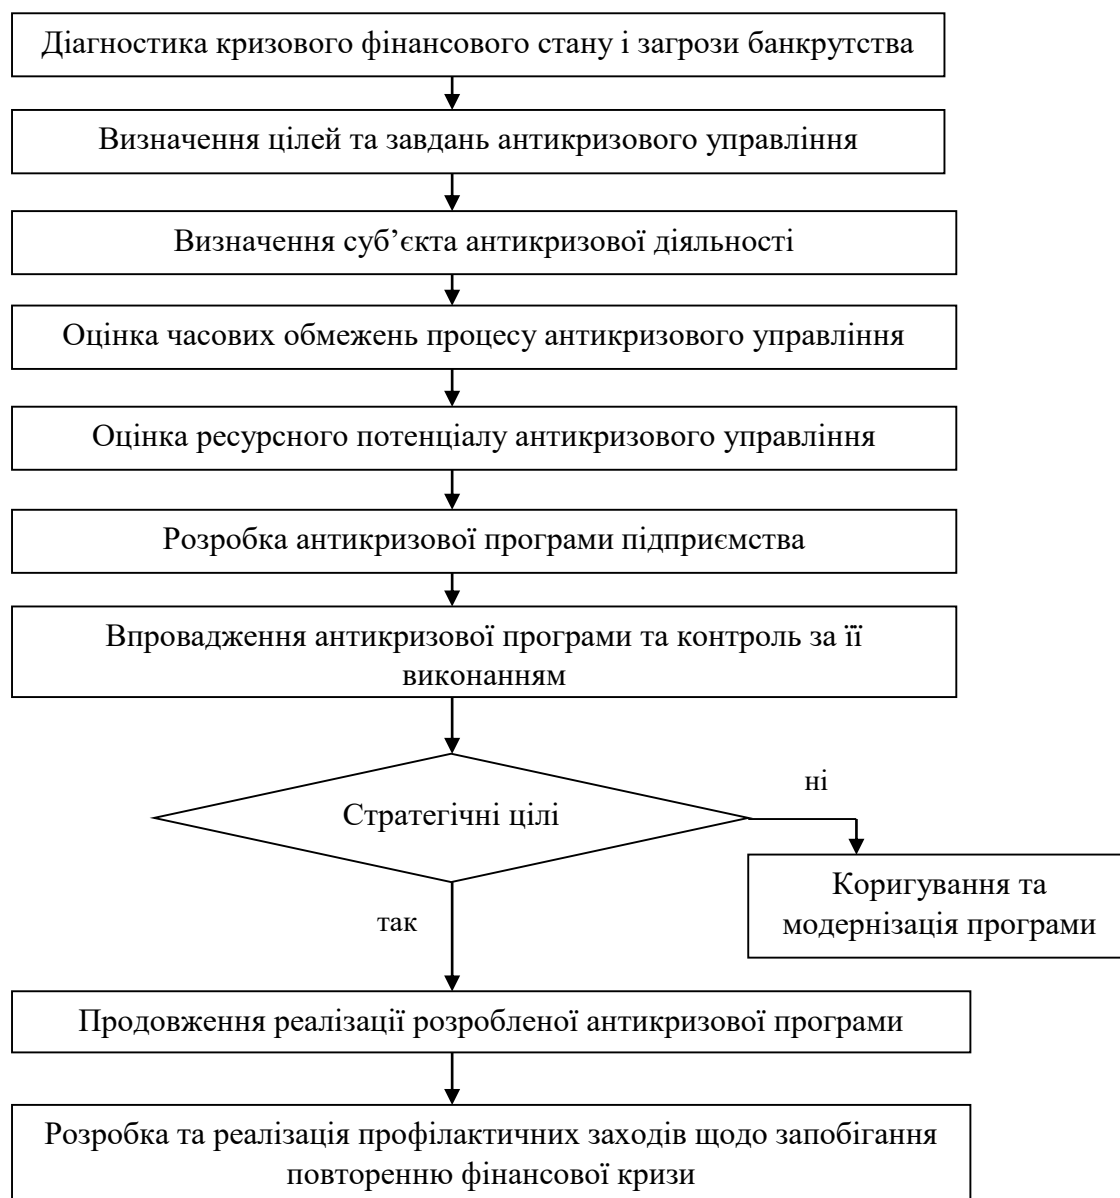 Діагностика кризового фінансового стану і загрози банкрутства
Визначення цілей та завдань антикризового управління
Визначення суб’єкта антикризової діяльності
Оцінка часових обмежень процесу антикризового управління
Оцінка ресурсного потенціалу антикризового управління
Розробка антикризової програми підприємства
Впровадження антикризової програми та контроль за її
виконанням
Стратегічні цілі
ні
Коригування та
модернізація програми
так
Продовження реалізації розробленої антикризової програми
Розробка та реалізація профілактичних заходів щодо запобігання
повторенню фінансової кризи